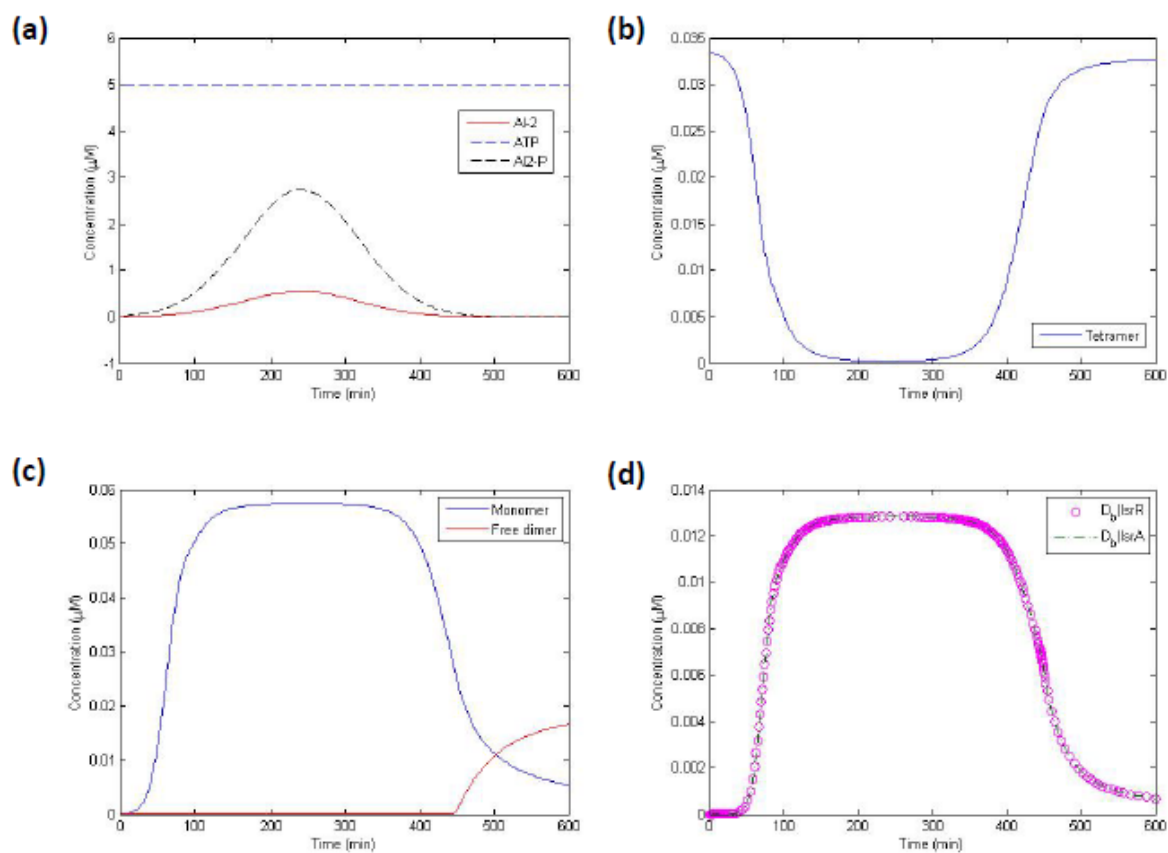 (a)
6
5
4
3
2
1
0
-1
0 100 200 300 400 500 600
Concentration (μM)
Time (min)
AI-2
ATP
AI2-P
(b)
0.035
0.03
0.025
0.02
0.015
0.01
0.005
0
0 100 200 300 400 500 600
Concentration (μM)
Time (min)
Tetramer
(c)
0.06
0.05
0.04
0.03
0.02
0.01
0
0 100 200 300 400 500 600
Concentration (μM)
Time (min)
Monomer
Free dimer
(d)
0.014
0.012
0.01
0.008
0.006
0.004
0.002
0
0 100 200 300 400 500 600
Concentration (μM)
Time (min)
Db|lsrR
Db|lsrA